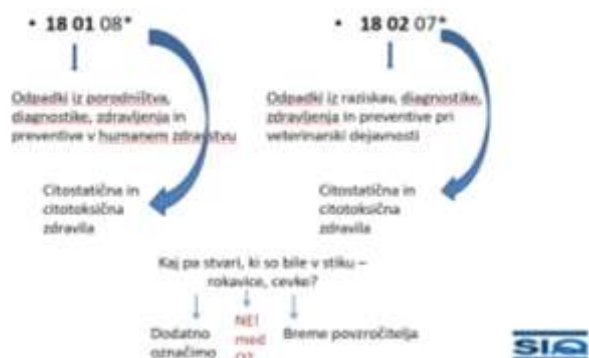 • 18 01 08*
• 18 02 07*
Odpadki iz porodništva,
diagnostike, zdravljenja in
preventive v humanem zdravstvu
Odpadki iz raziskav, diagnostike,
zdravljenja in preventive pri
veterinarski dejavnosti
Citostatična in
citotoksična
zdravila
Citostatična in
citotoksična
zdravila
Kaj pa stvari, ki so bile v stiku –
rokavice, cevke?
Dodatno
označimo
NE!
med
Breme povzročitelja
SIQ